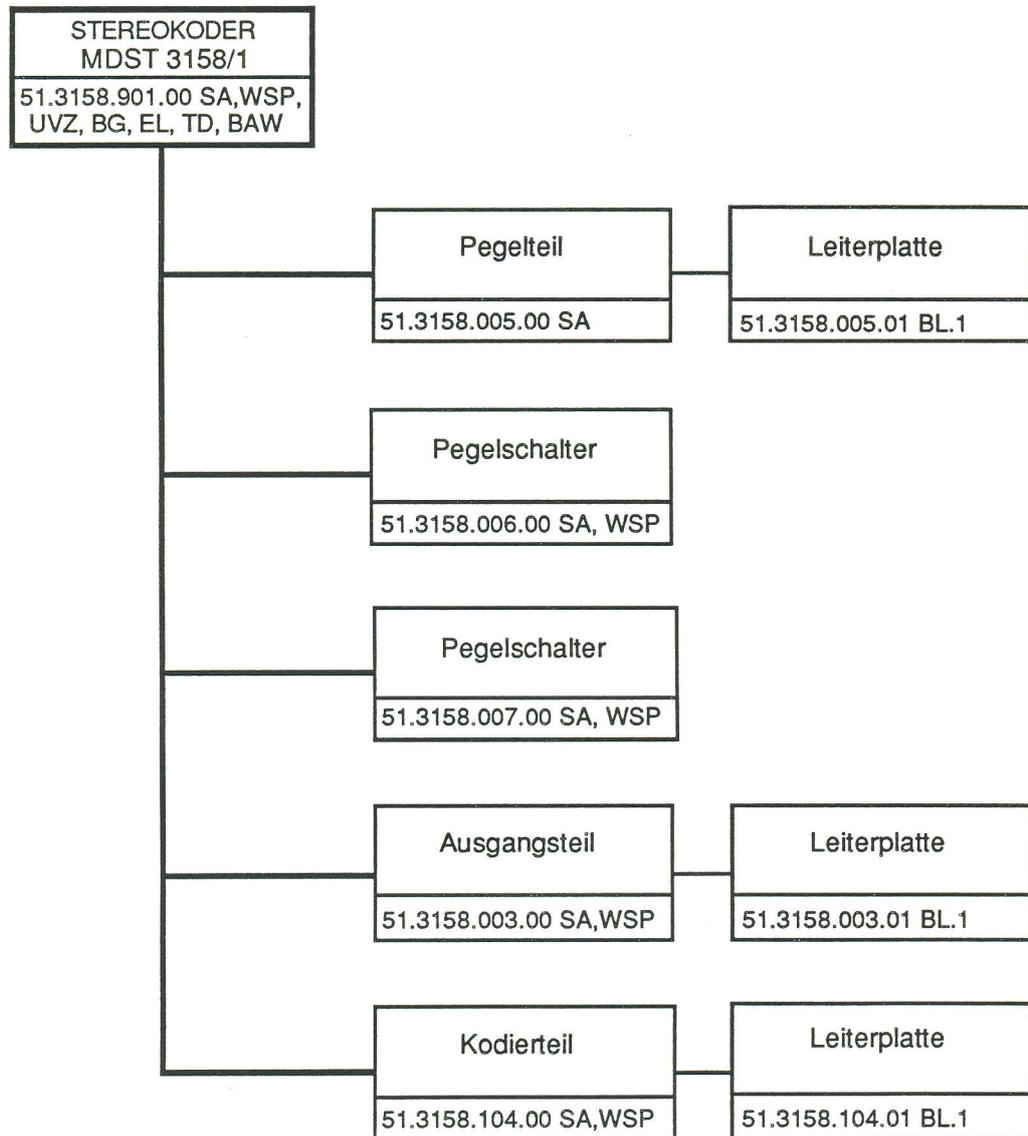 STEREOKODER
MDST 3158/1
51.3158.901.00 SA,WSP,
UVZ, BG, EL, TD, BAW
Pegelteil
51.3158.005.00 SA
Leiterplatte
51.3158.005.01 BL.1
Pegelschalter
51.3158.006.00 SA, WSP
Pegelschalter
51.3158.007.00 SA, WSP
Ausgangsteil
51.3158.003.00 SA,WSP
Leiterplatte
51.3158.003.01 BL.1
Kodierteil
51.3158.104.00 SA,WSP
Leiterplatte
51.3158.104.01 BL.1